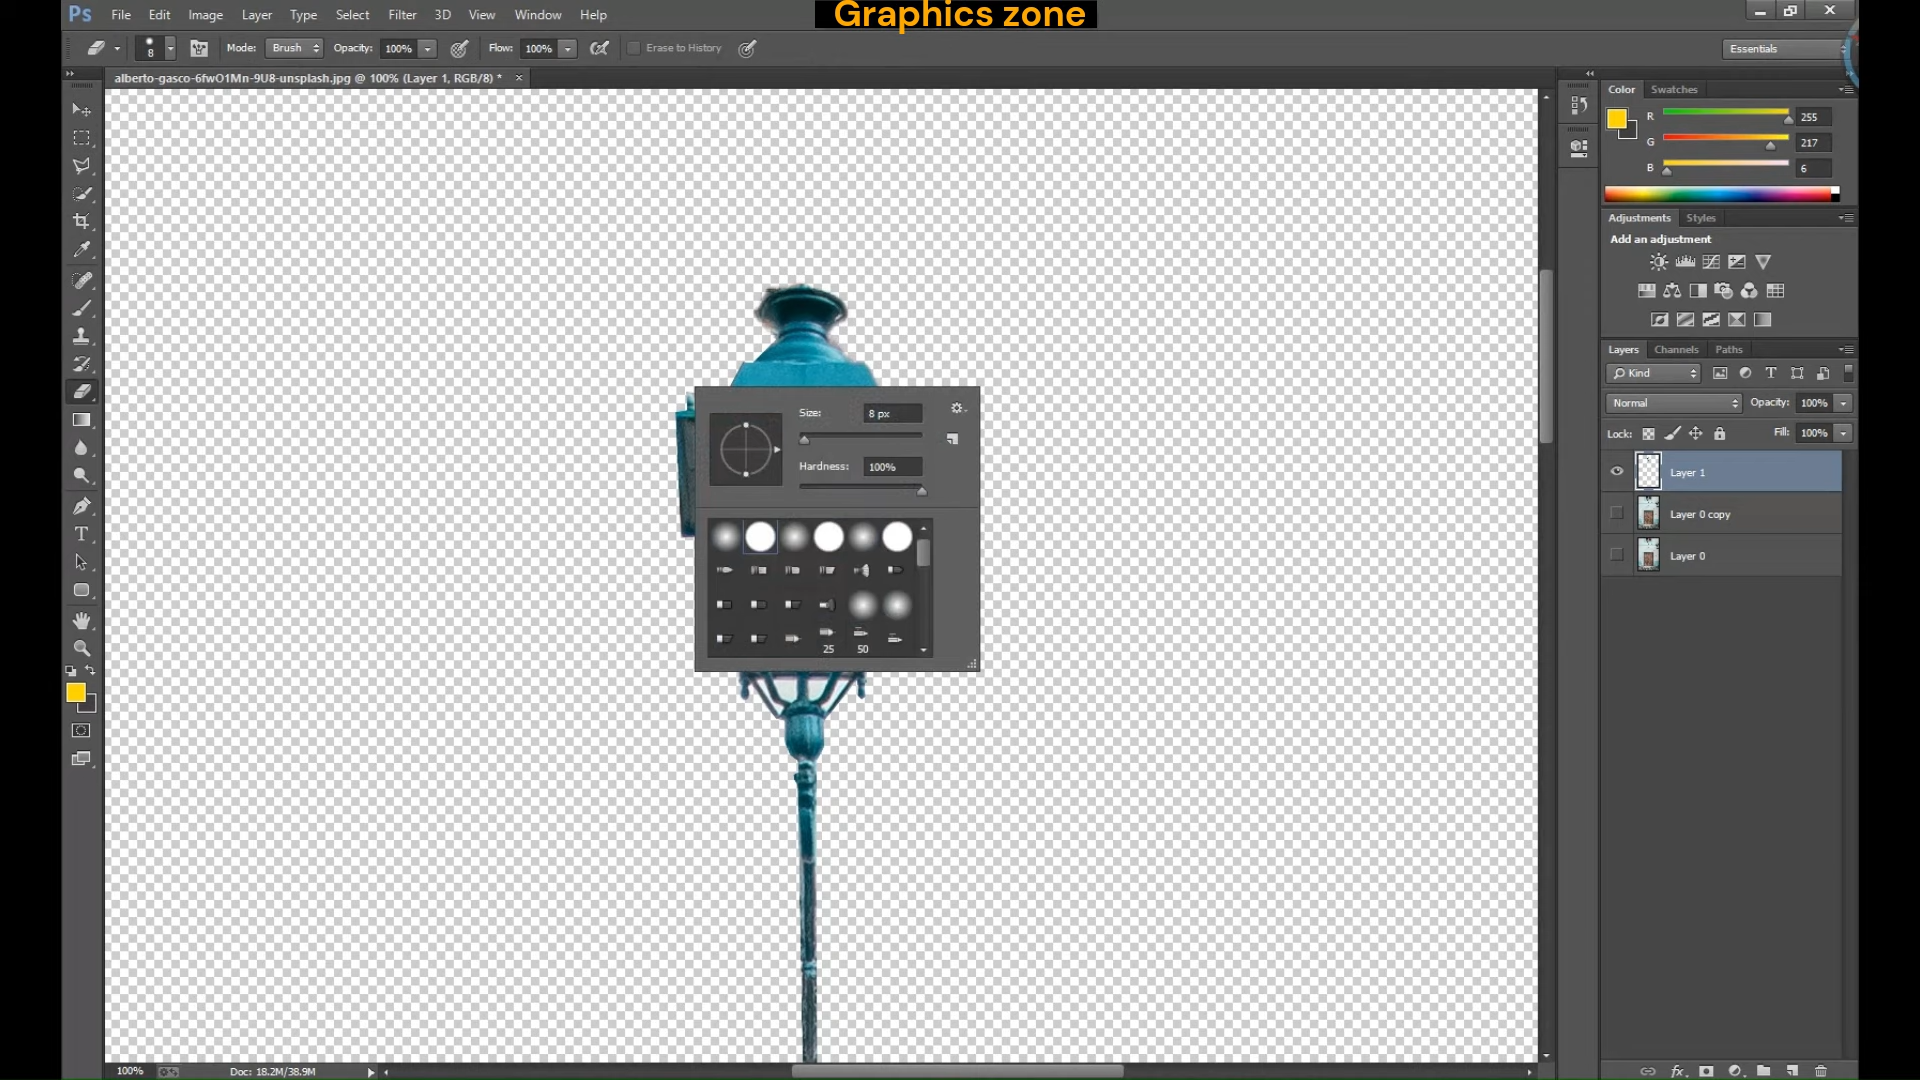 Graphics zone
Ps File Edit Image Layer Type Select Filter 3D View Window Help
8 Mode: Brush Opacity: 100% Flow: 100% Erase to History Essentials
alberto-gasco-6fwO1Mn-9U8-unsplash.jpg @ 100% (Layer 1, RGB/8) * ×
Color Swatches
R 255
G 217
B 6
Adjustments Styles
Add an adjustment
Layers Channels Paths
Kind T
Normal Opacity: 100%
Lock: Fill: 100%
Layer 1
Layer 0 copy
Layer 0
Size: 8 px
Hardness: 100%
25 50
T
fx
100% Doc: 18.2M/38.9M